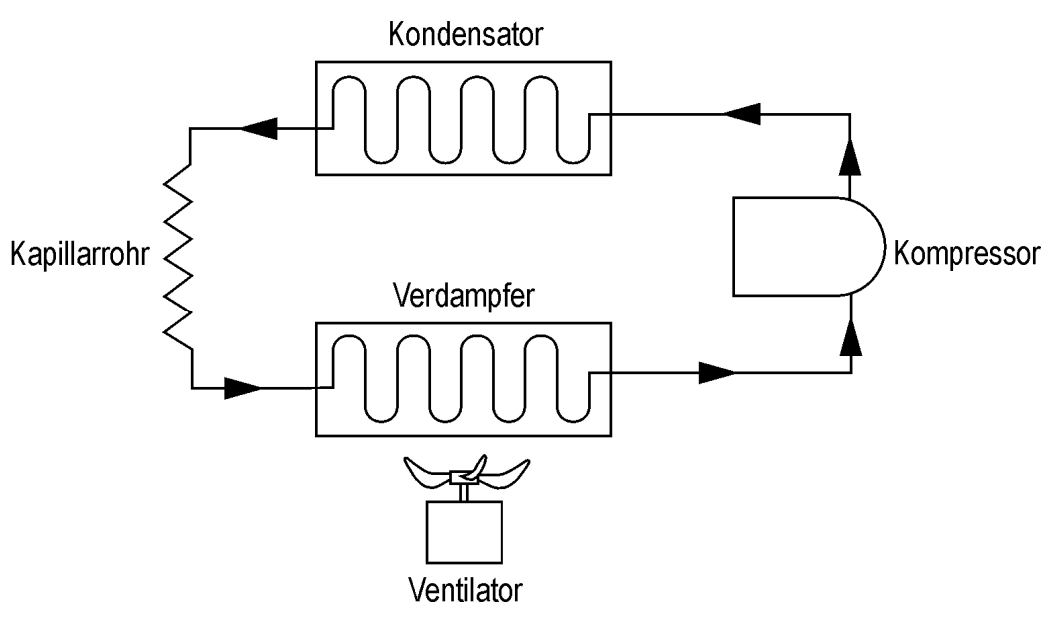 Kondensator
Kapillarrohr
Kompressor
Verdampfer
Ventilator